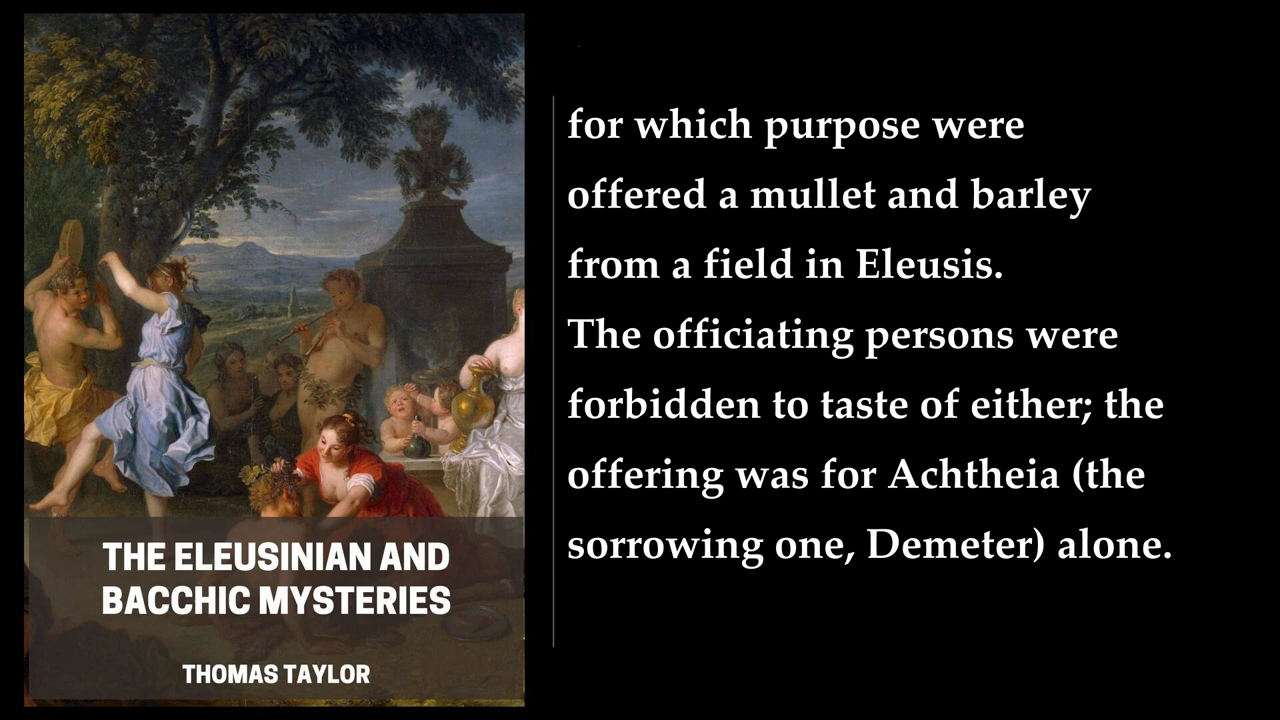 for which purpose were
offered a mullet and barley
from a field in Eleusis.
The officiating persons were
forbidden to taste of either; the
offering was for Achtheia (the
sorrowing one, Demeter) alone.
THE ELEUSINIAN AND
BACCHIC MYSTERIES
THOMAS TAYLOR